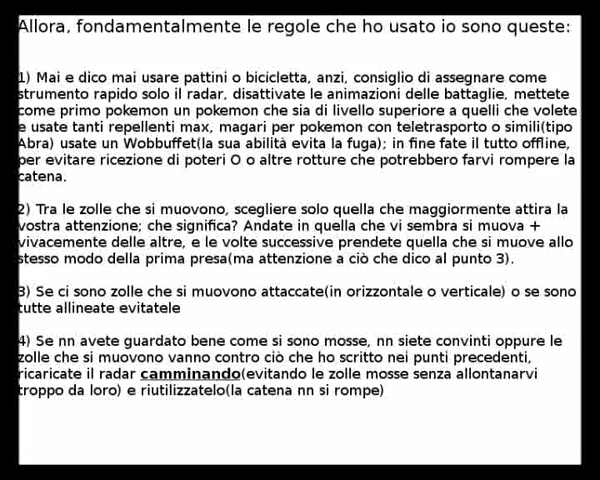 Allora, fondamentalmente le regole che ho usato io sono queste:
1) Mai e dico mai usare pattini o bicicletta, anzi, consiglio di assegnare come
strumento rapido solo il radar, disattivate le animazioni delle battaglie, mettete
come primo pokemon un pokemon che sia di livello superiore a quelli che volete
e usate tanti repellenti max, magari per pokemon con teletrasporto o simili(tipo
Abra) usate un Wobbuffet(la sua abilità evita la fuga); in fine fate il tutto offline,
per evitare ricezione di poteri O o altre rotture che potrebbero farvi rompere la
catena.
2) Tra le zolle che si muovono, scegliere solo quella che maggiormente attira la
vostra attenzione; che significa? Andate in quella che vi sembra si muova +
vivacemente delle altre, e le volte successive prendete quella che si muove allo
stesso modo della prima presa(ma attenzione a ciò che dico al punto 3).
3) Se ci sono zolle che si muovono attaccate(in orizzontale o verticale) o se sono
tutte allineate evitatele
4) Se nn avete guardato bene come si sono mosse, nn siete convinti oppure le
zolle che si muovono vanno contro ciò che ho scritto nei punti precedenti,
ricaricate il radar camminando(evitando le zolle mosse senza allontanarvi
troppo da loro) e riutilizzatelo(la catena nn si rompe)